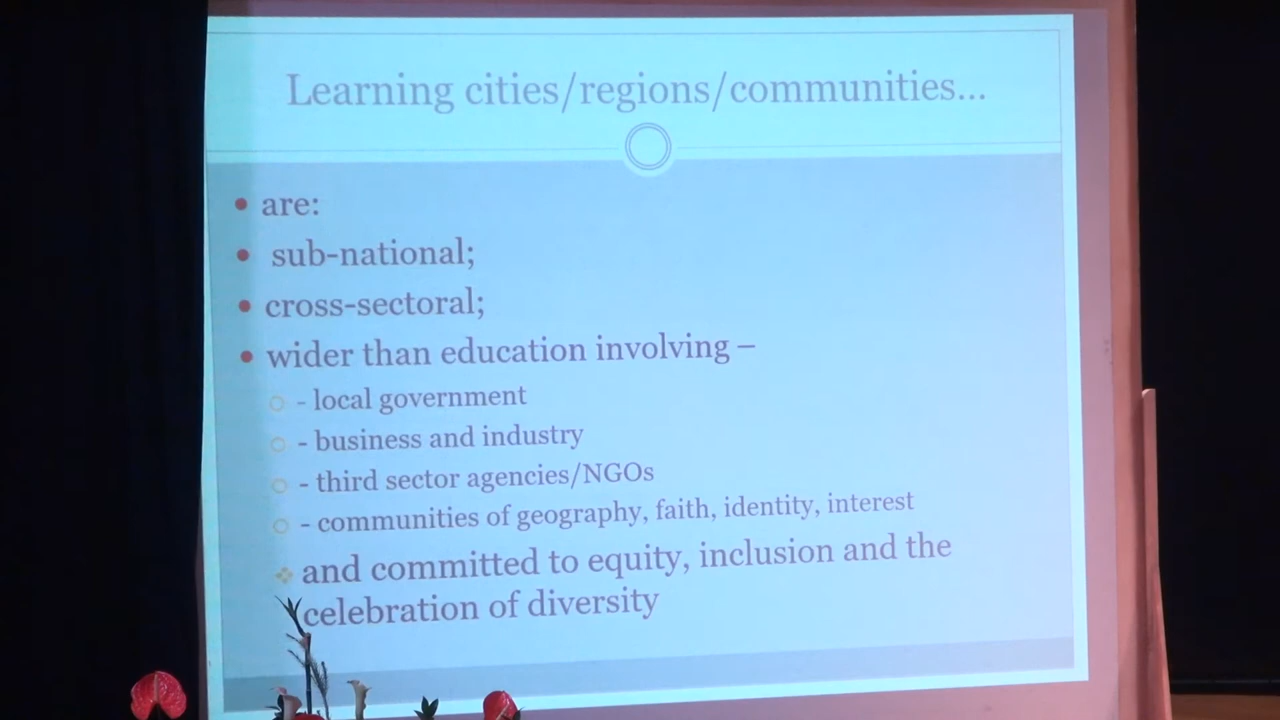 Learning cities/regions/communities...
• are:
• sub-national;
• cross-sectoral;
• wider than education involving –
- local government
- business and industry
- third sector agencies/NGOs
- communities of geography, faith, identity, interest
and committed to equity, inclusion and the
celebration of diversity